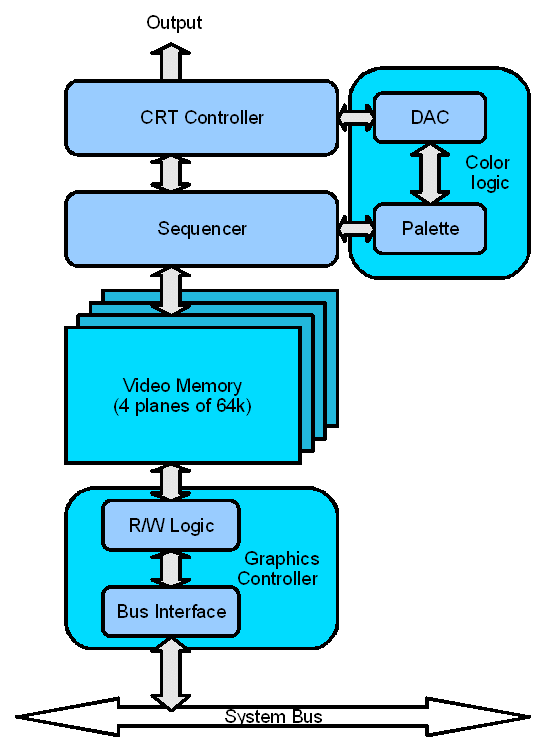 Output
CRT Controller
DAC
Color
logic
Sequencer
Palette
Video Memory
(4 planes of 64k)
R/W Logic
Graphics
Controller
Bus Interface
System Bus